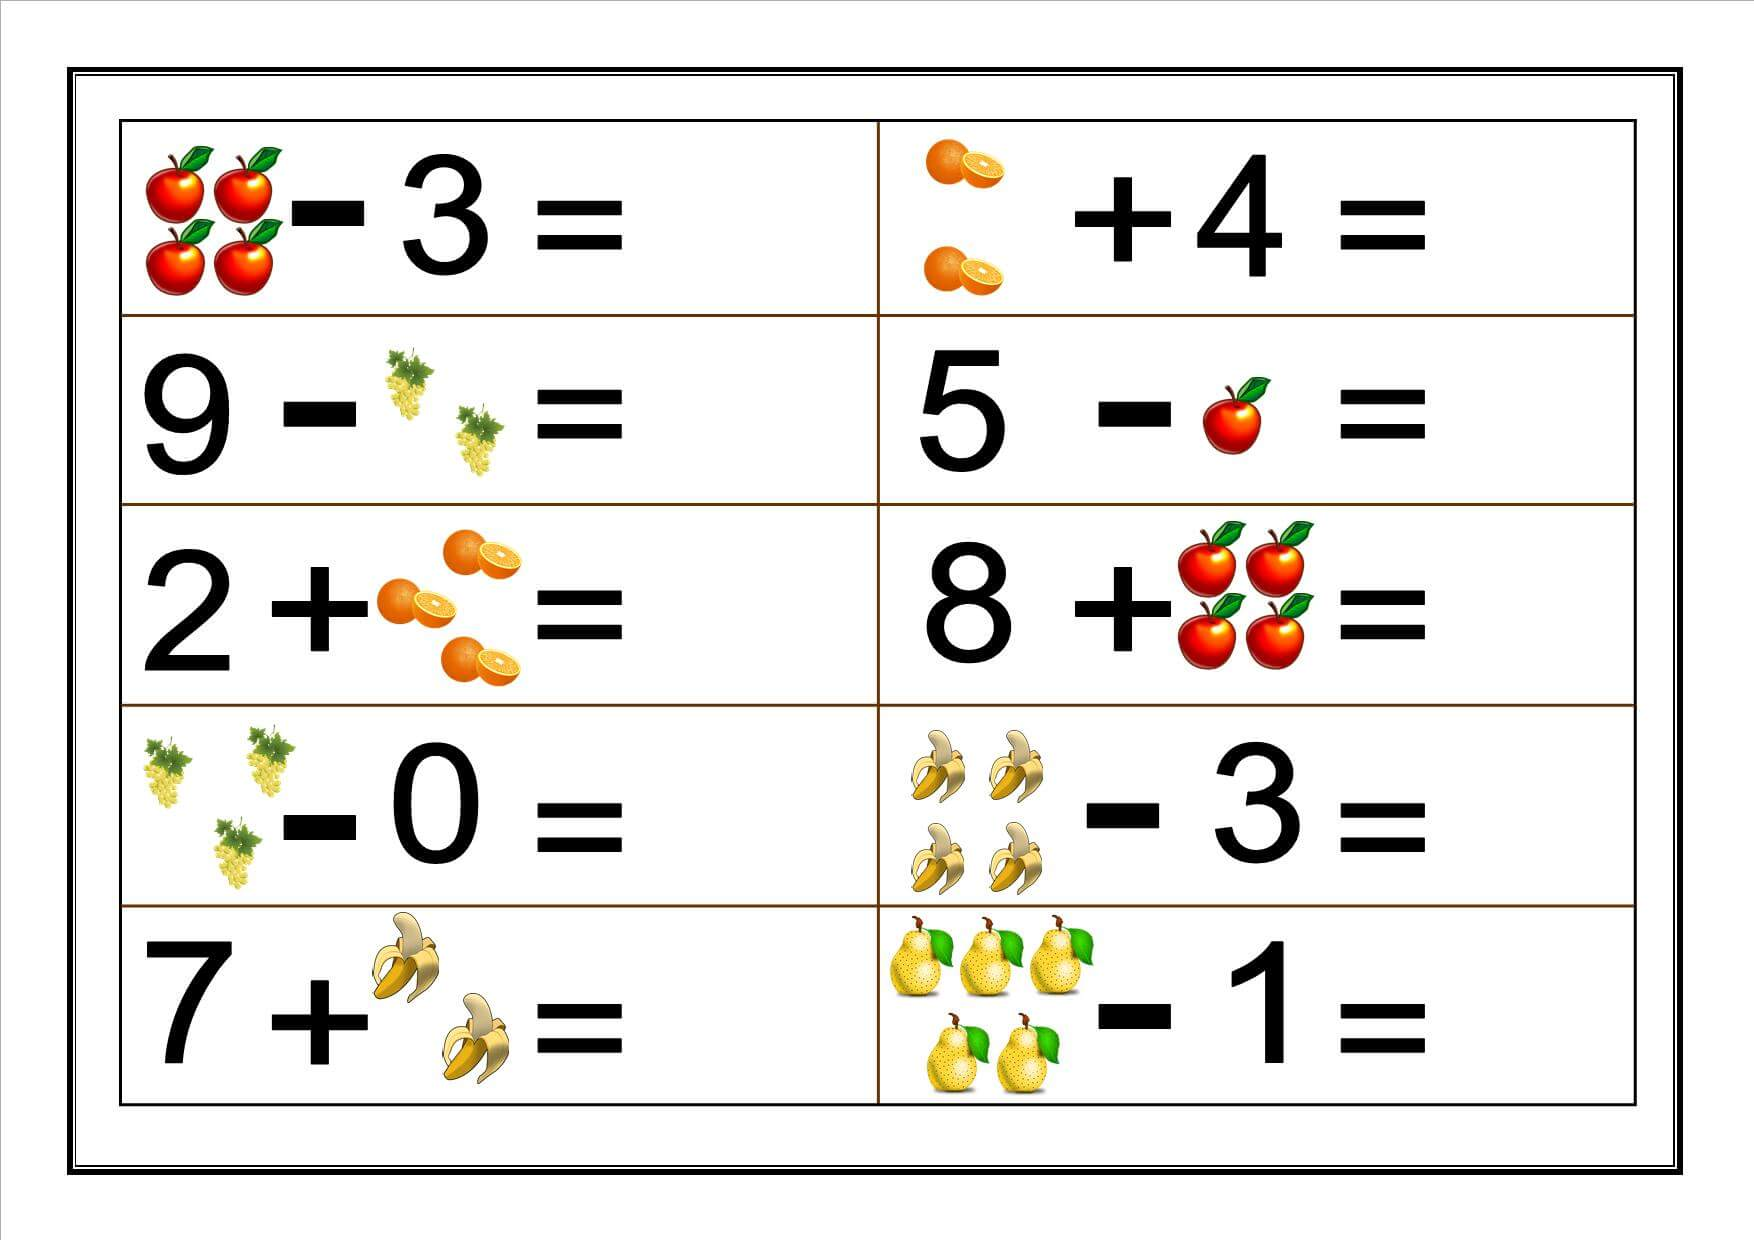 - 3 =
+ 4 =
9 - =
5 - =
2 + =
8 + =
- 0 =
- 3 =
7 + =
- 1 =